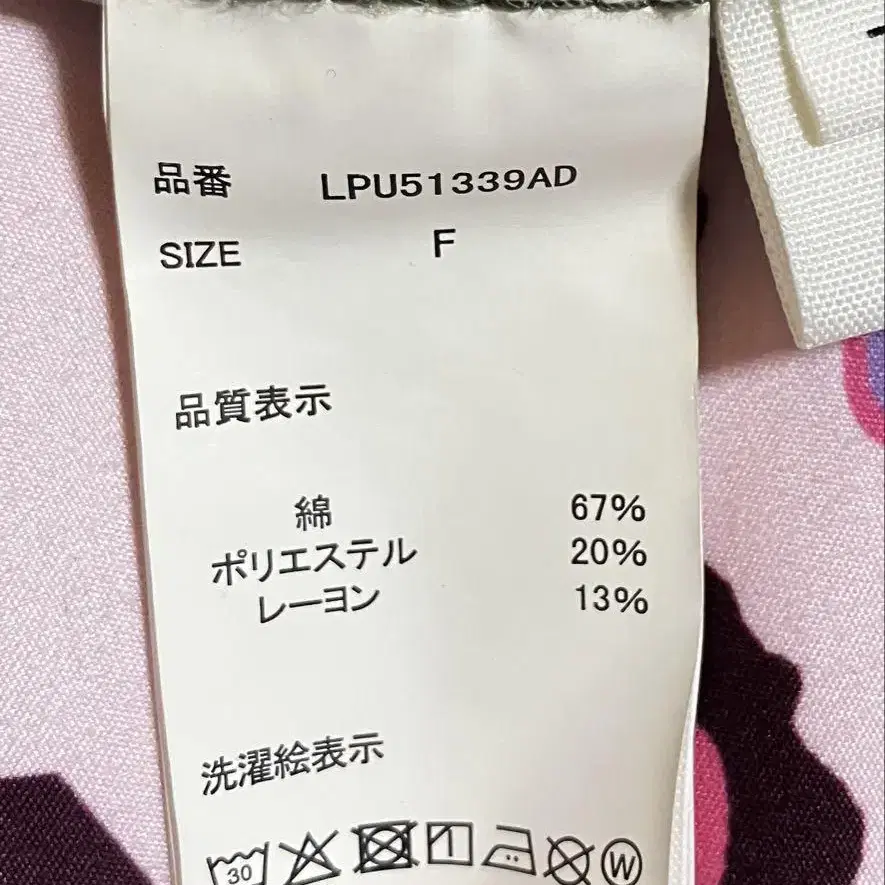 品番 LPU51339AD
SIZE F
品質表示
綿 67%
ポリエステル 20%
レーヨン 13%
洗濯絵表示
30 W